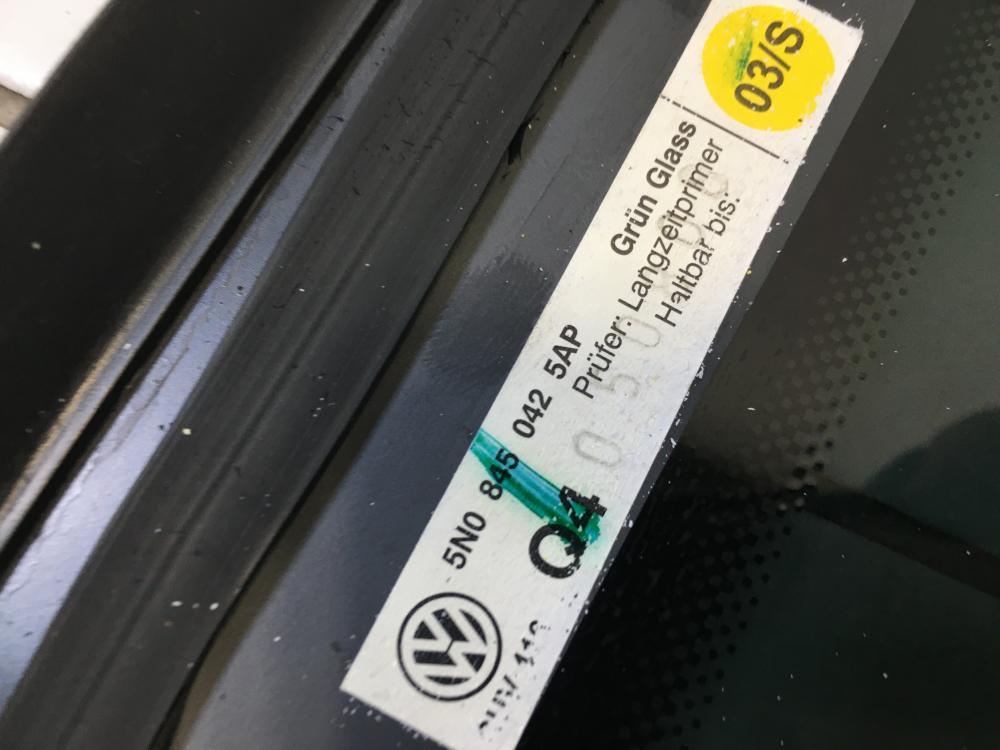 03/S
Grün Glass
Prüfer: Langzeitprimer
Haltbar bis:
5N0 845 042 5AP
Q4